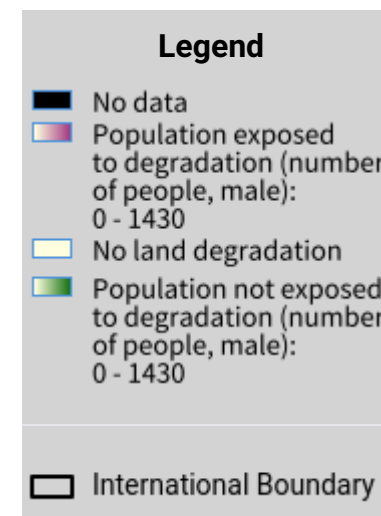 Legend
No data
Population exposed
to degradation (number
of people, male):
0 - 1430
No land degradation
Population not exposed
to degradation (number
of people, male):
0 - 1430
International Boundary